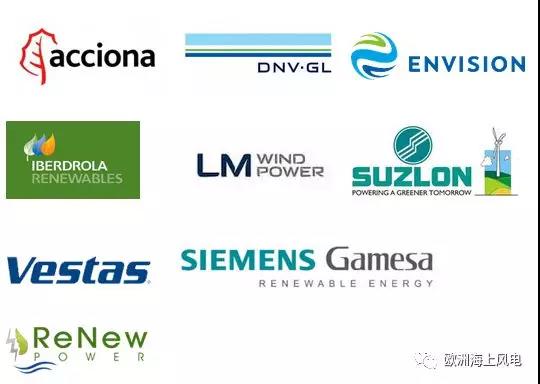 acciona
DNV·GL
ENVISION
IBERDROLA
RENEWABLES
LM WIND
POWER
SUZLON
POWERING A GREENER TOMORROW
Vestas®
SIEMENS Gamesa
RENEWABLE ENERGY
ReNew
POWER
欧洲海上风电